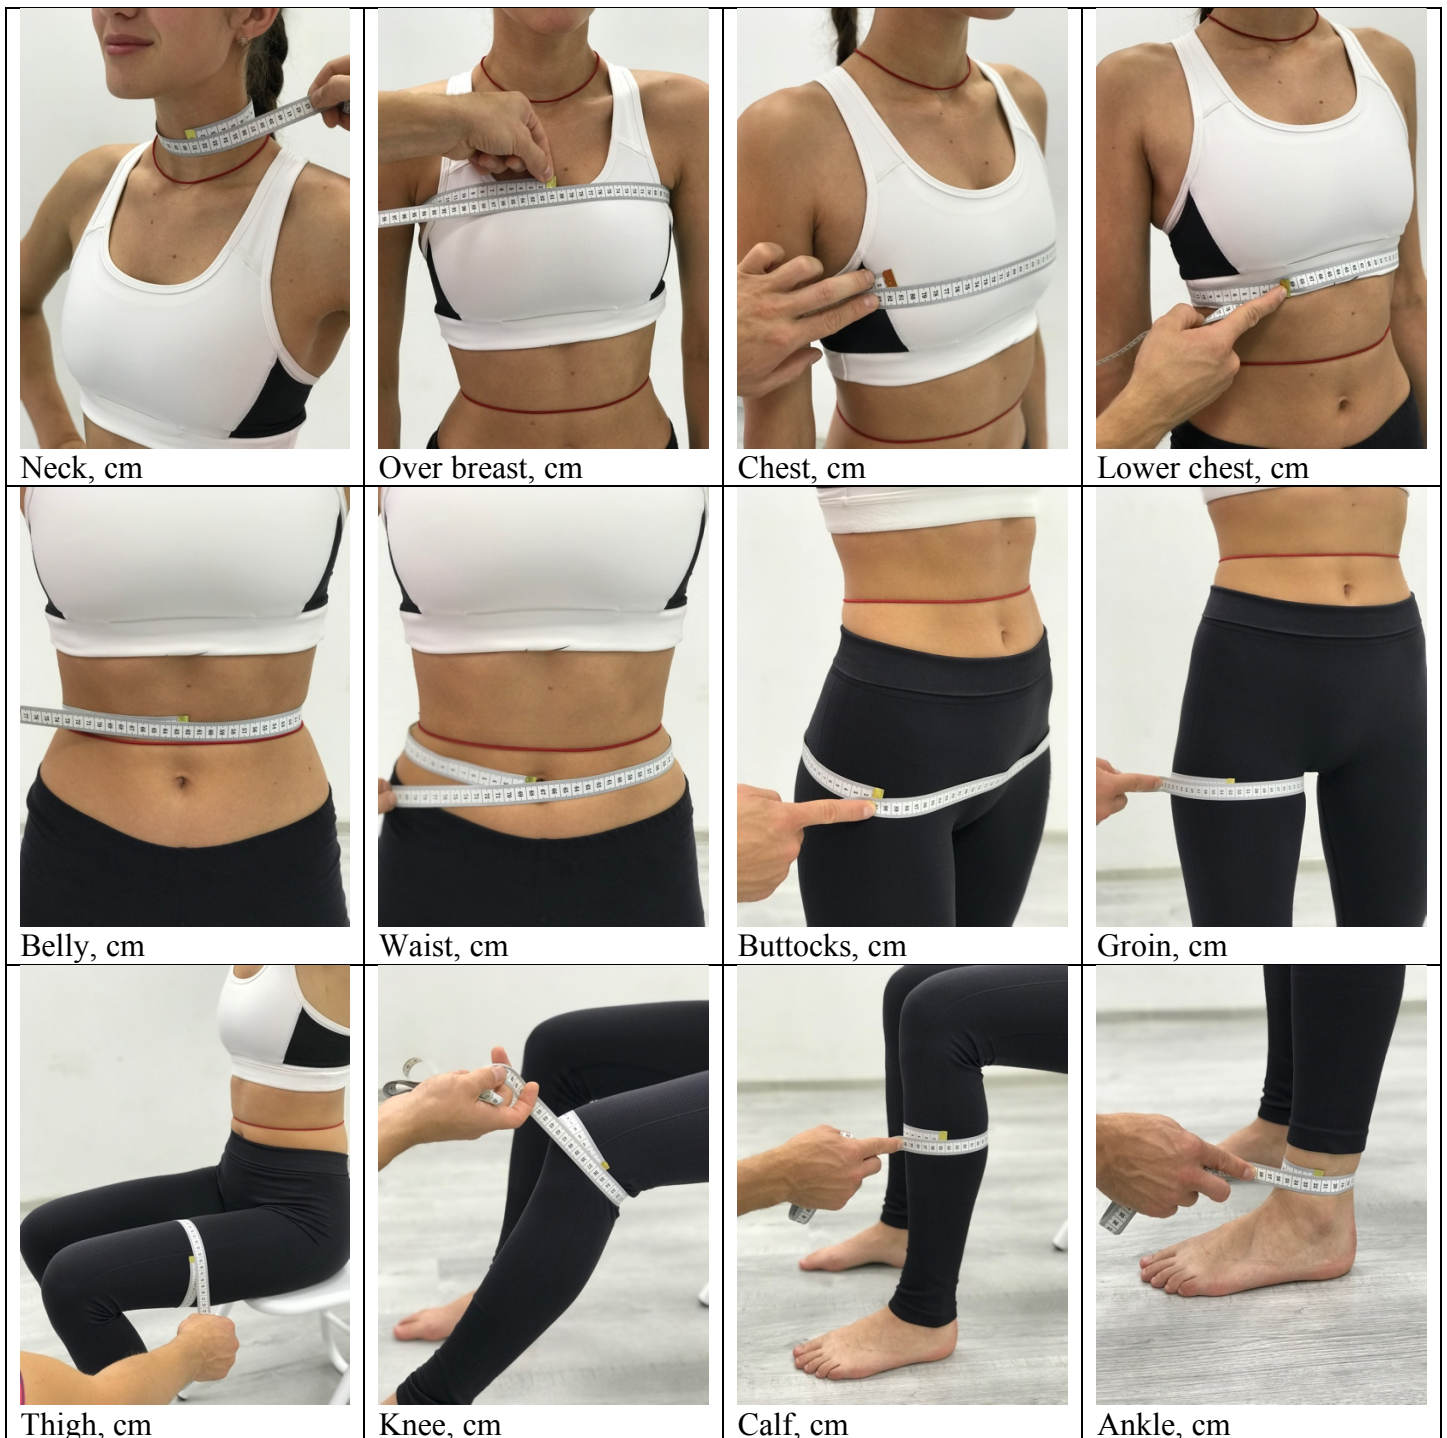 Neck, cm
Over breast, cm
Chest, cm
Lower chest, cm
Belly, cm
Waist, cm
Buttocks, cm
Groin, cm
Thigh, cm
Knee, cm
Calf, cm
Ankle, cm